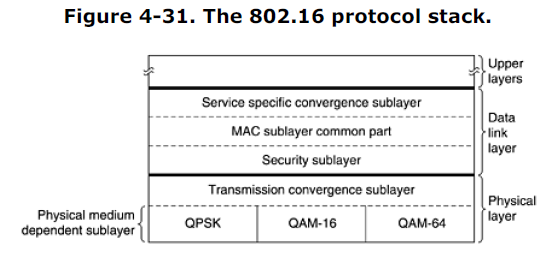 Figure 4-31. The 802.16 protocol stack.
Upper
layers
Service specific convergence sublayer
MAC sublayer common part
Security sublayer
Data
link
layer
Transmission convergence sublayer
Physical medium
dependent sublayer
QPSK
QAM-16
QAM-64
Physical
layer